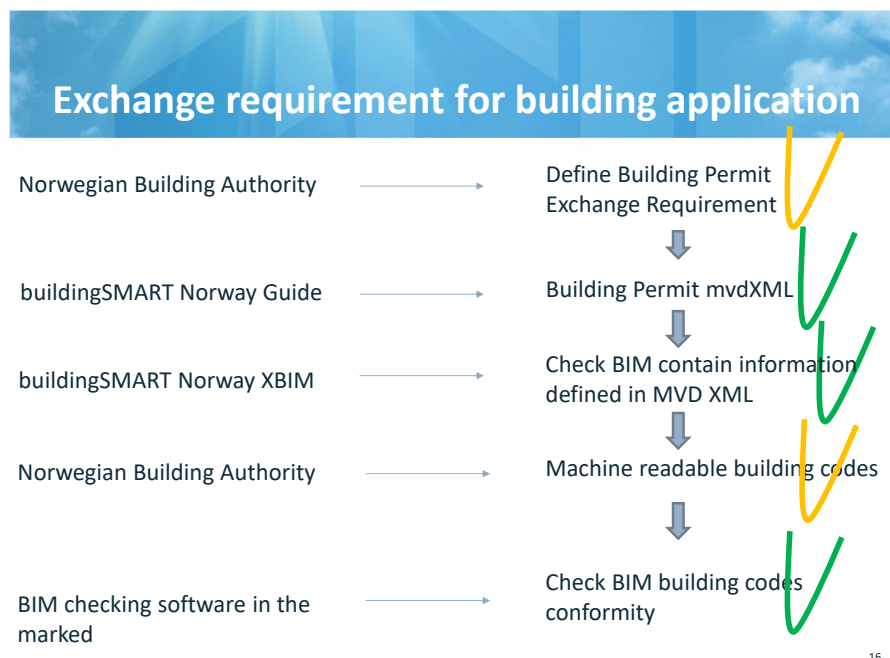 Exchange requirement for building application
Norwegian Building Authority
Define Building Permit
Exchange Requirement
buildingSMART Norway Guide
Building Permit mvdXML
buildingSMART Norway XBIM
Check BIM contain information
defined in MVD XML
Norwegian Building Authority
Machine readable building codes
BIM checking software in the
marked
Check BIM building codes
conformity
16